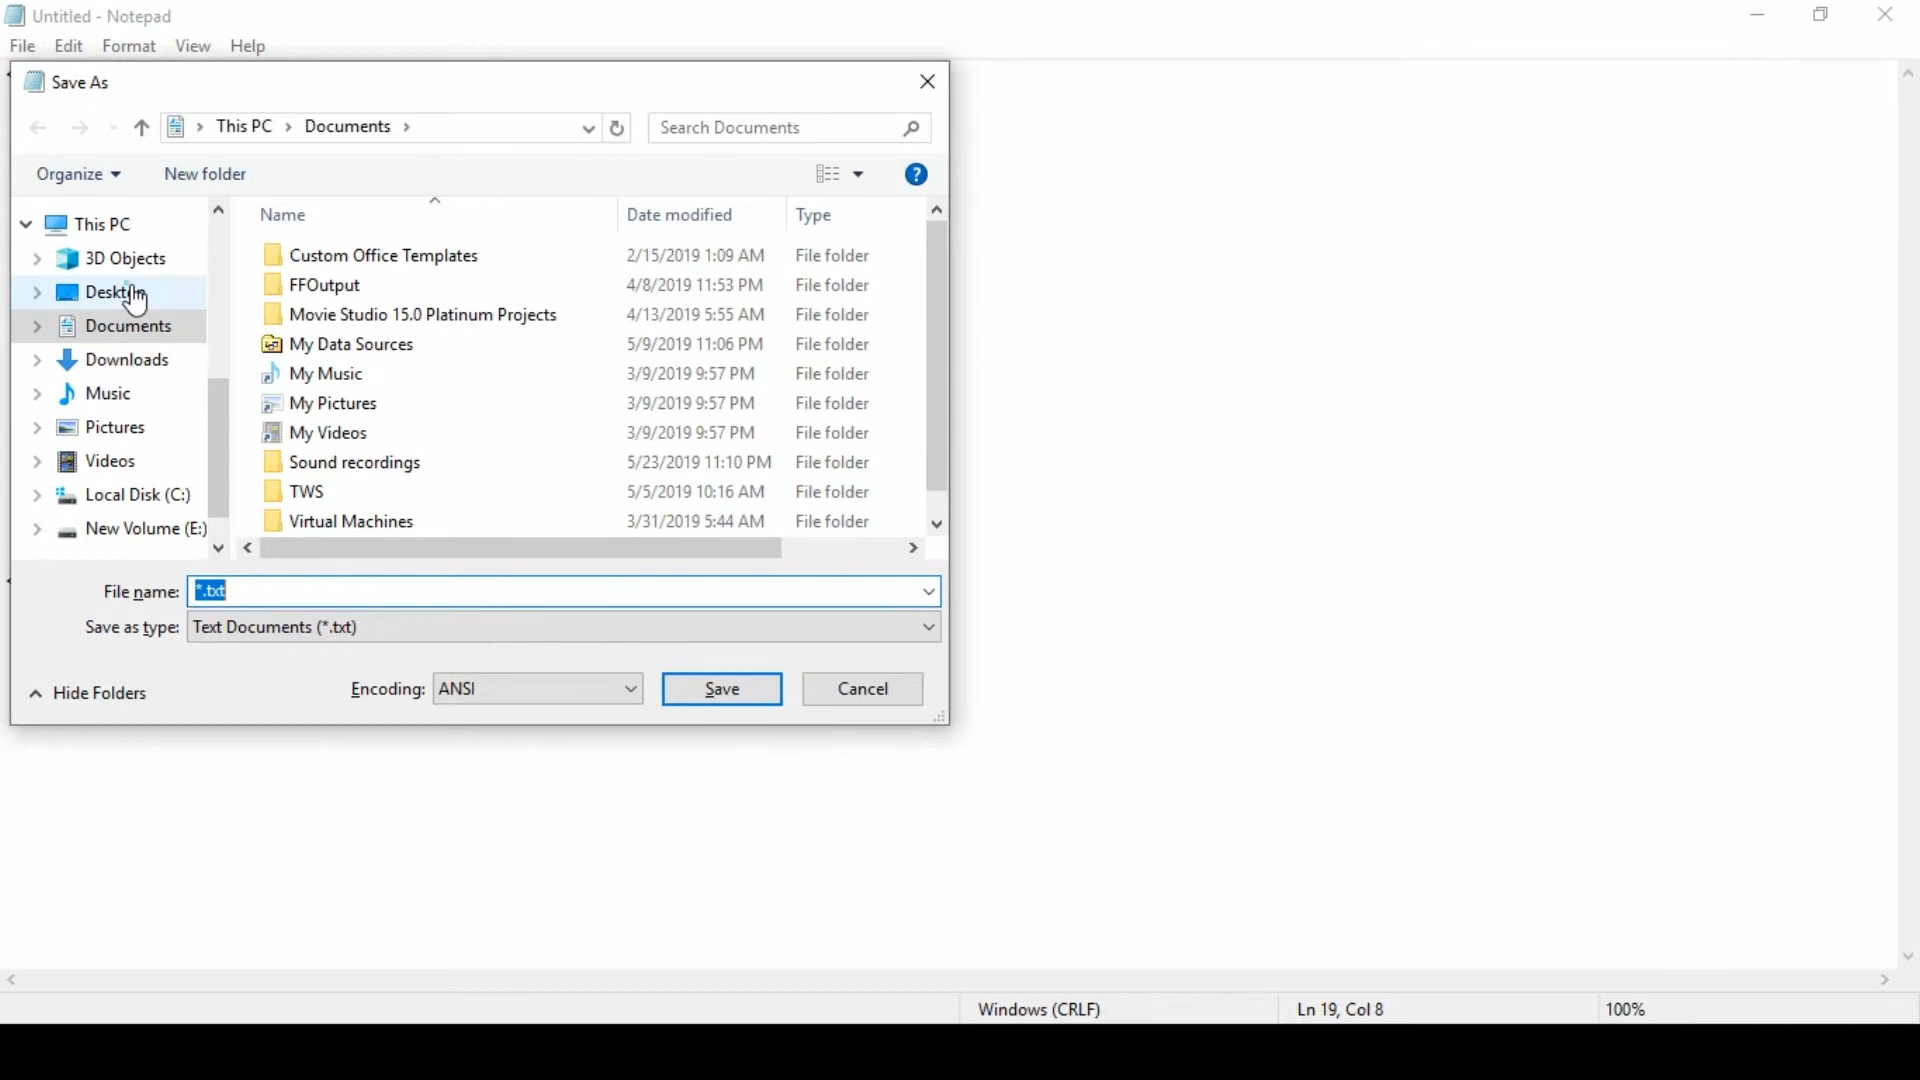 Untitled - Notepad
File Edit Format View Help
Save As
This PC Documents
Search Documents
Organize New folder
Name Date modified Type
This PC
3D Objects
Desktop
Documents
Downloads
Music
Pictures
Videos
Local Disk (C:)
New Volume (E:)
Custom Office Templates 2/15/2019 1:09 AM File folder
FFOutput 4/8/2019 11:53 PM File folder
Movie Studio 15.0 Platinum Projects 4/13/2019 5:55 AM File folder
My Data Sources 5/9/2019 11:06 PM File folder
My Music 3/9/2019 9:57 PM File folder
My Pictures 3/9/2019 9:57 PM File folder
My Videos 3/9/2019 9:57 PM File folder
Sound recordings 5/23/2019 11:10 PM File folder
TWS 5/5/2019 10:16 AM File folder
Virtual Machines 3/31/2019 5:44 AM File folder
File name: *.txt
Save as type: Text Documents (*.txt)
Hide Folders Encoding: ANSI Save Cancel
Windows (CRLF) Ln 19, Col 8 100%